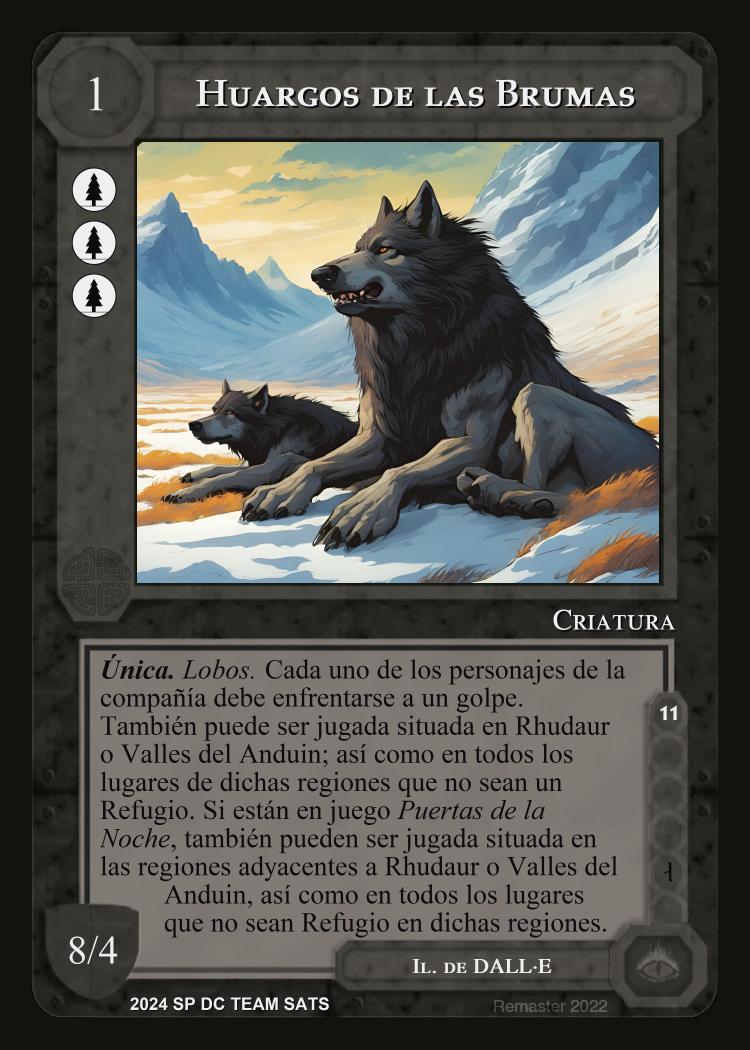 1
Huargos de las Brumas
Criatura
Única. Lobos. Cada uno de los personajes de la
compañía debe enfrentarse a un golpe.
También puede ser jugada situada en Rhudaur
o Valles del Anduin; así como en todos los
lugares de dichas regiones que no sean un
Refugio. Si están en juego Puertas de la
Noche, también pueden ser jugada situada en
las regiones adyacentes a Rhudaur o Valles del
Anduin, así como en todos los lugares
que no sean Refugio en dichas regiones.
11
8/4
Il. de DALL·E
2024 SP DC TEAM SATS
Remaster 2022